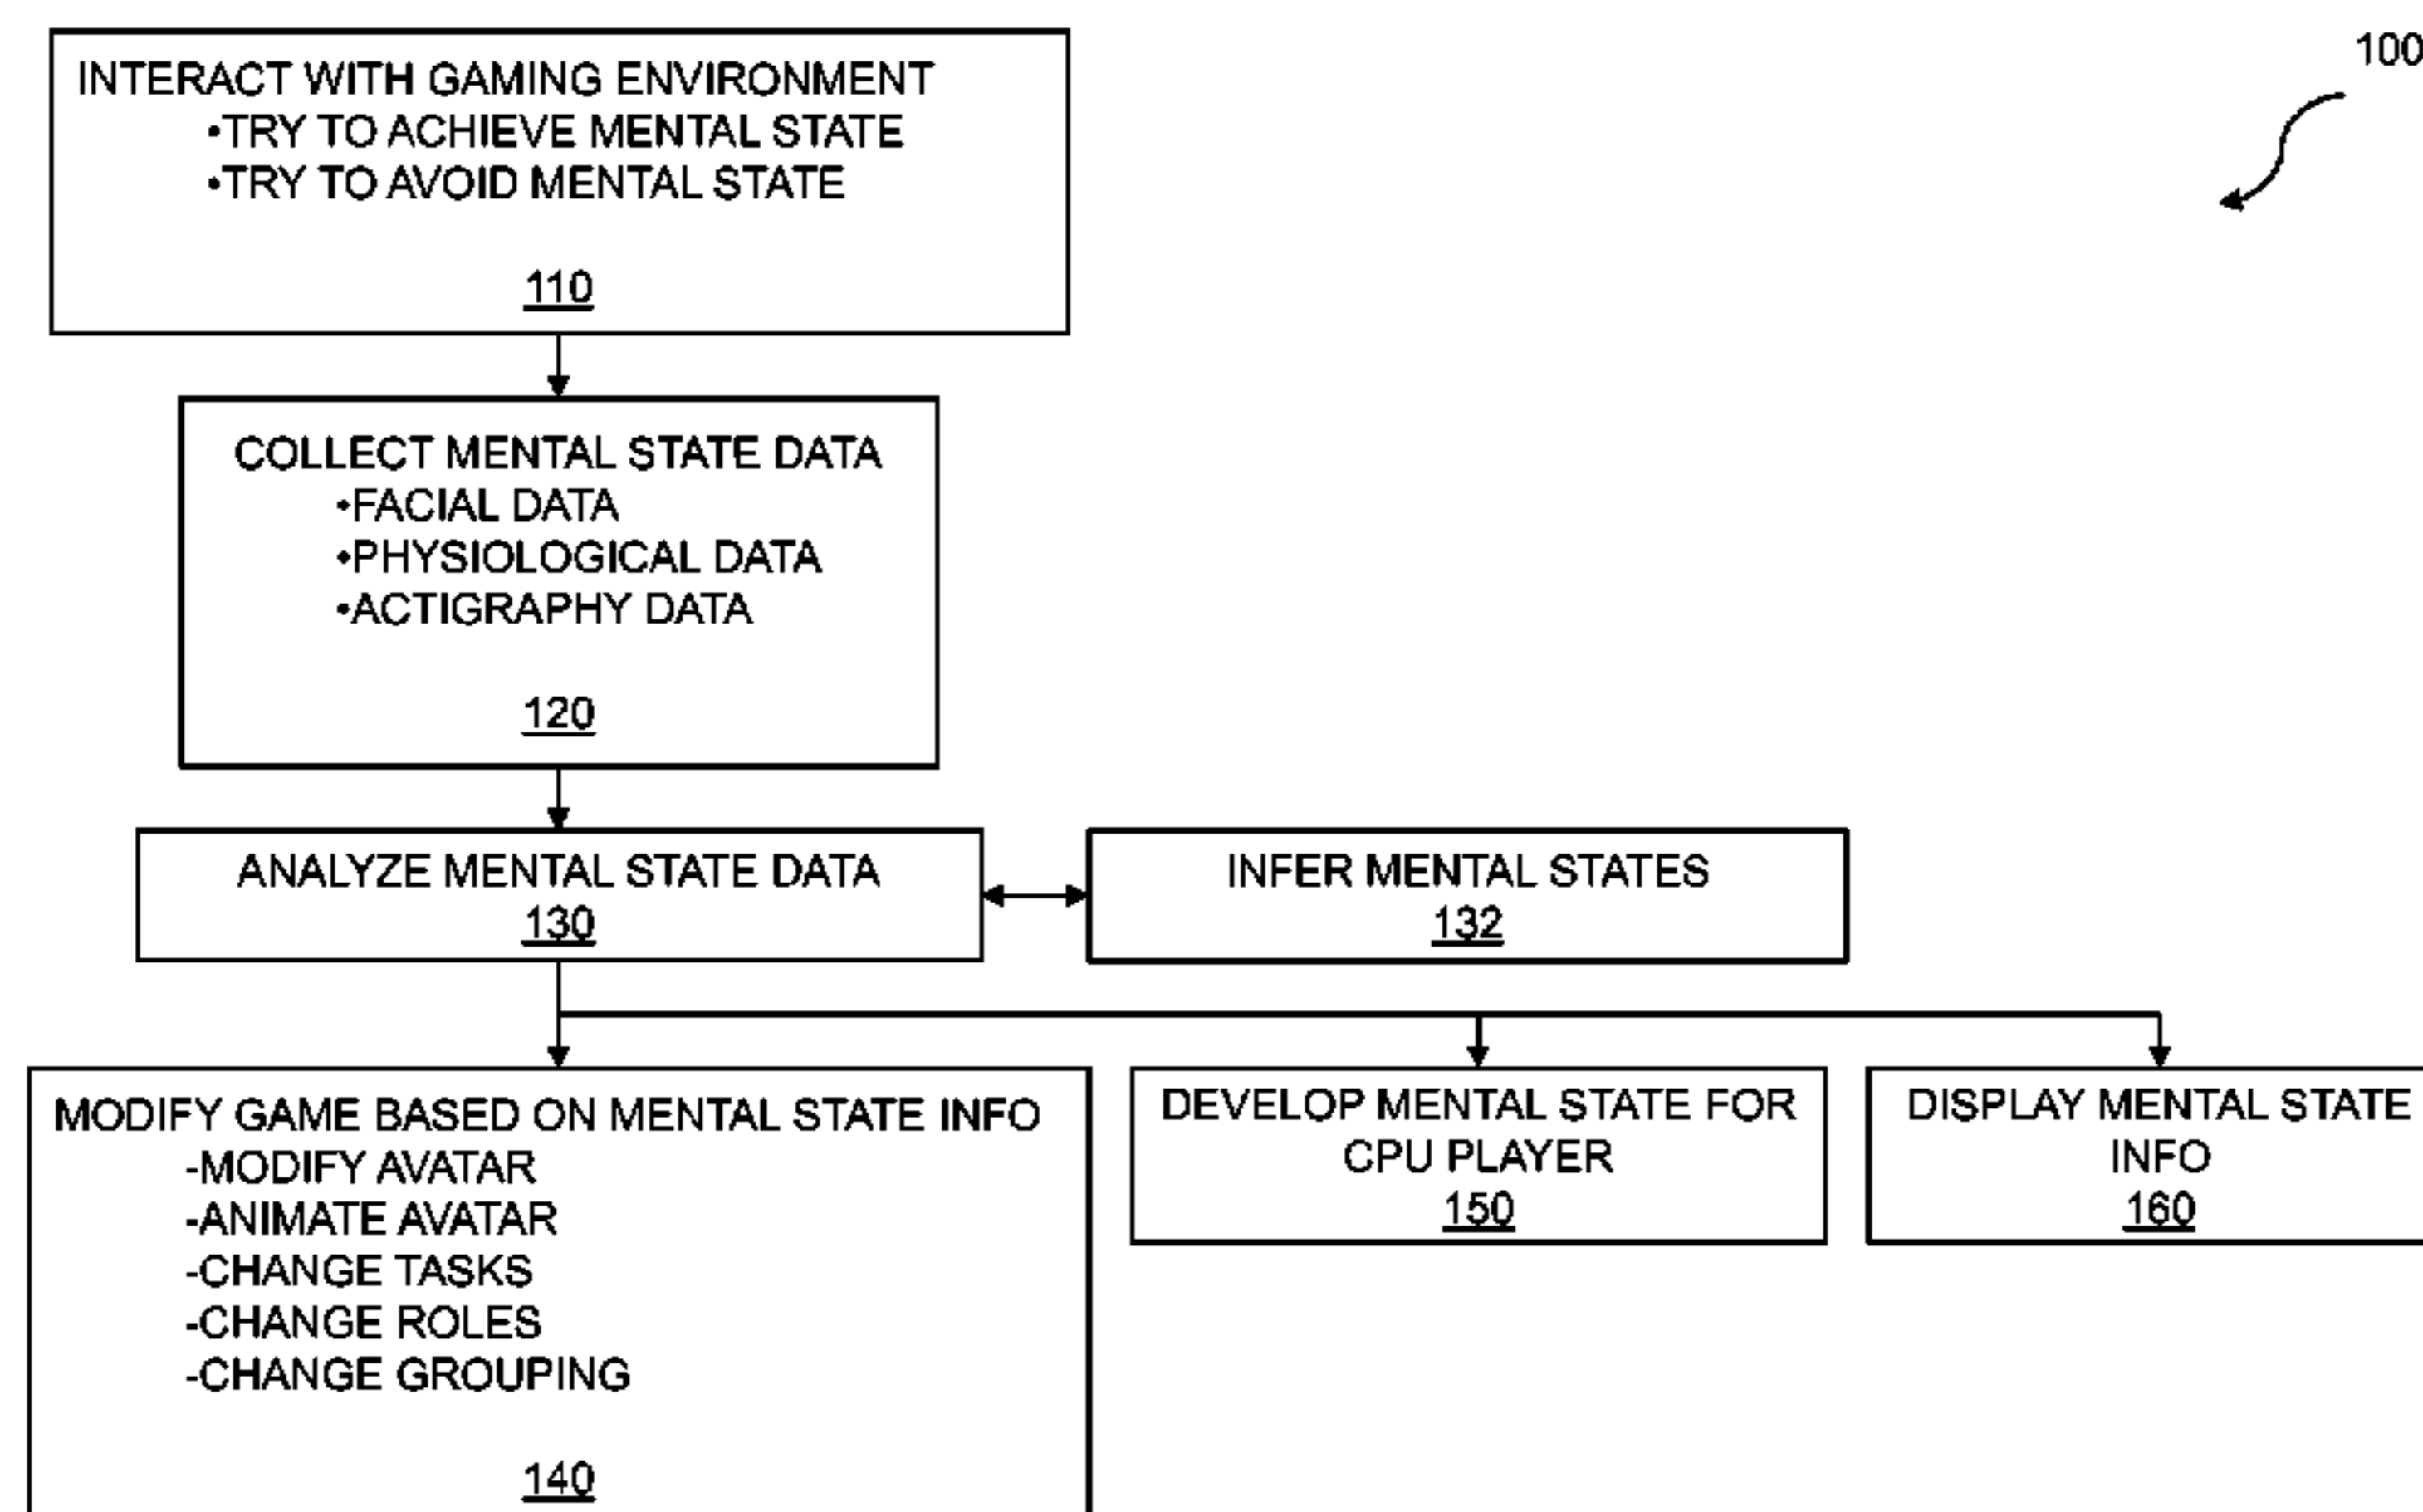 100
INTERACT WITH GAMING ENVIRONMENT
•TRY TO ACHIEVE MENTAL STATE
•TRY TO AVOID MENTAL STATE
110
COLLECT MENTAL STATE DATA
•FACIAL DATA
•PHYSIOLOGICAL DATA
•ACTIGRAPHY DATA
120
ANALYZE MENTAL STATE DATA
130
INFER MENTAL STATES
132
MODIFY GAME BASED ON MENTAL STATE INFO
-MODIFY AVATAR
-ANIMATE AVATAR
-CHANGE TASKS
-CHANGE ROLES
-CHANGE GROUPING
140
DEVELOP MENTAL STATE FOR
CPU PLAYER
150
DISPLAY MENTAL STATE
INFO
160